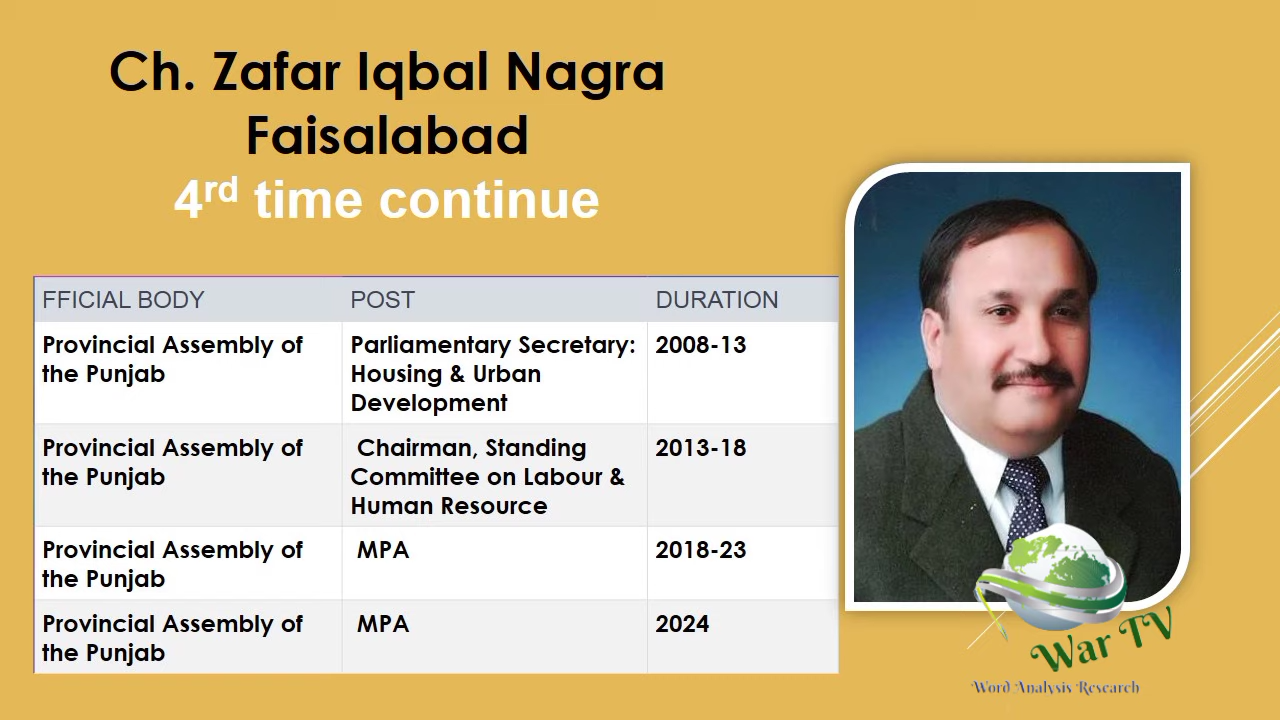 Ch. Zafar Iqbal Nagra
Faisalabad
4rd time continue
FFICIAL BODY POST DURATION
Provincial Assembly of
the Punjab
Parliamentary Secretary:
Housing & Urban
Development
2008-13
Provincial Assembly of
the Punjab
Chairman, Standing
Committee on Labour &
Human Resource
2013-18
Provincial Assembly of
the Punjab
MPA
2018-23
Provincial Assembly of
the Punjab
MPA
2024
War TV
Word Analysis Research